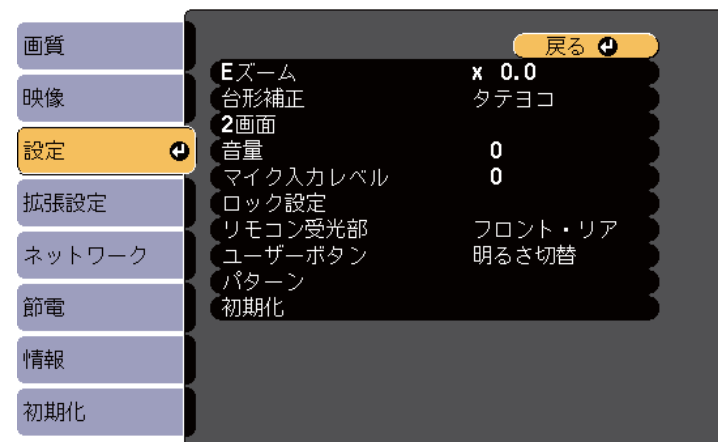 画質
映像
設定
拡張設定
ネットワーク
節電
情報
初期化
戻る
Eズーム x 0.0
台形補正 タテヨコ
2画面
音量 0
マイク入力レベル 0
ロック設定
リモコン受光部 フロント・リア
ユーザーボタン 明るさ切替
パターン
初期化